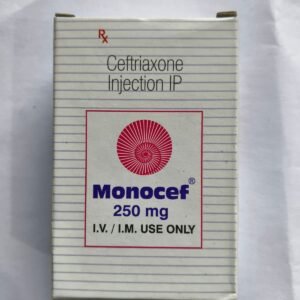 Rx
Ceftriaxone
Injection IP
Monocef®
250 mg
I.V. / I.M. USE ONLY